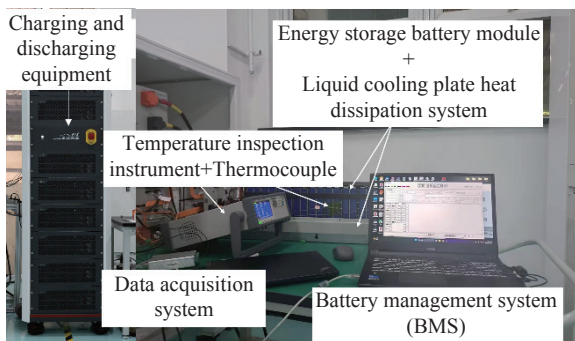 Charging and
discharging
equipment
Energy storage battery module
+
Liquid cooling plate heat
dissipation system
Temperature inspection
instrument+Thermocouple
Data acquisition
system
Battery management system
(BMS)